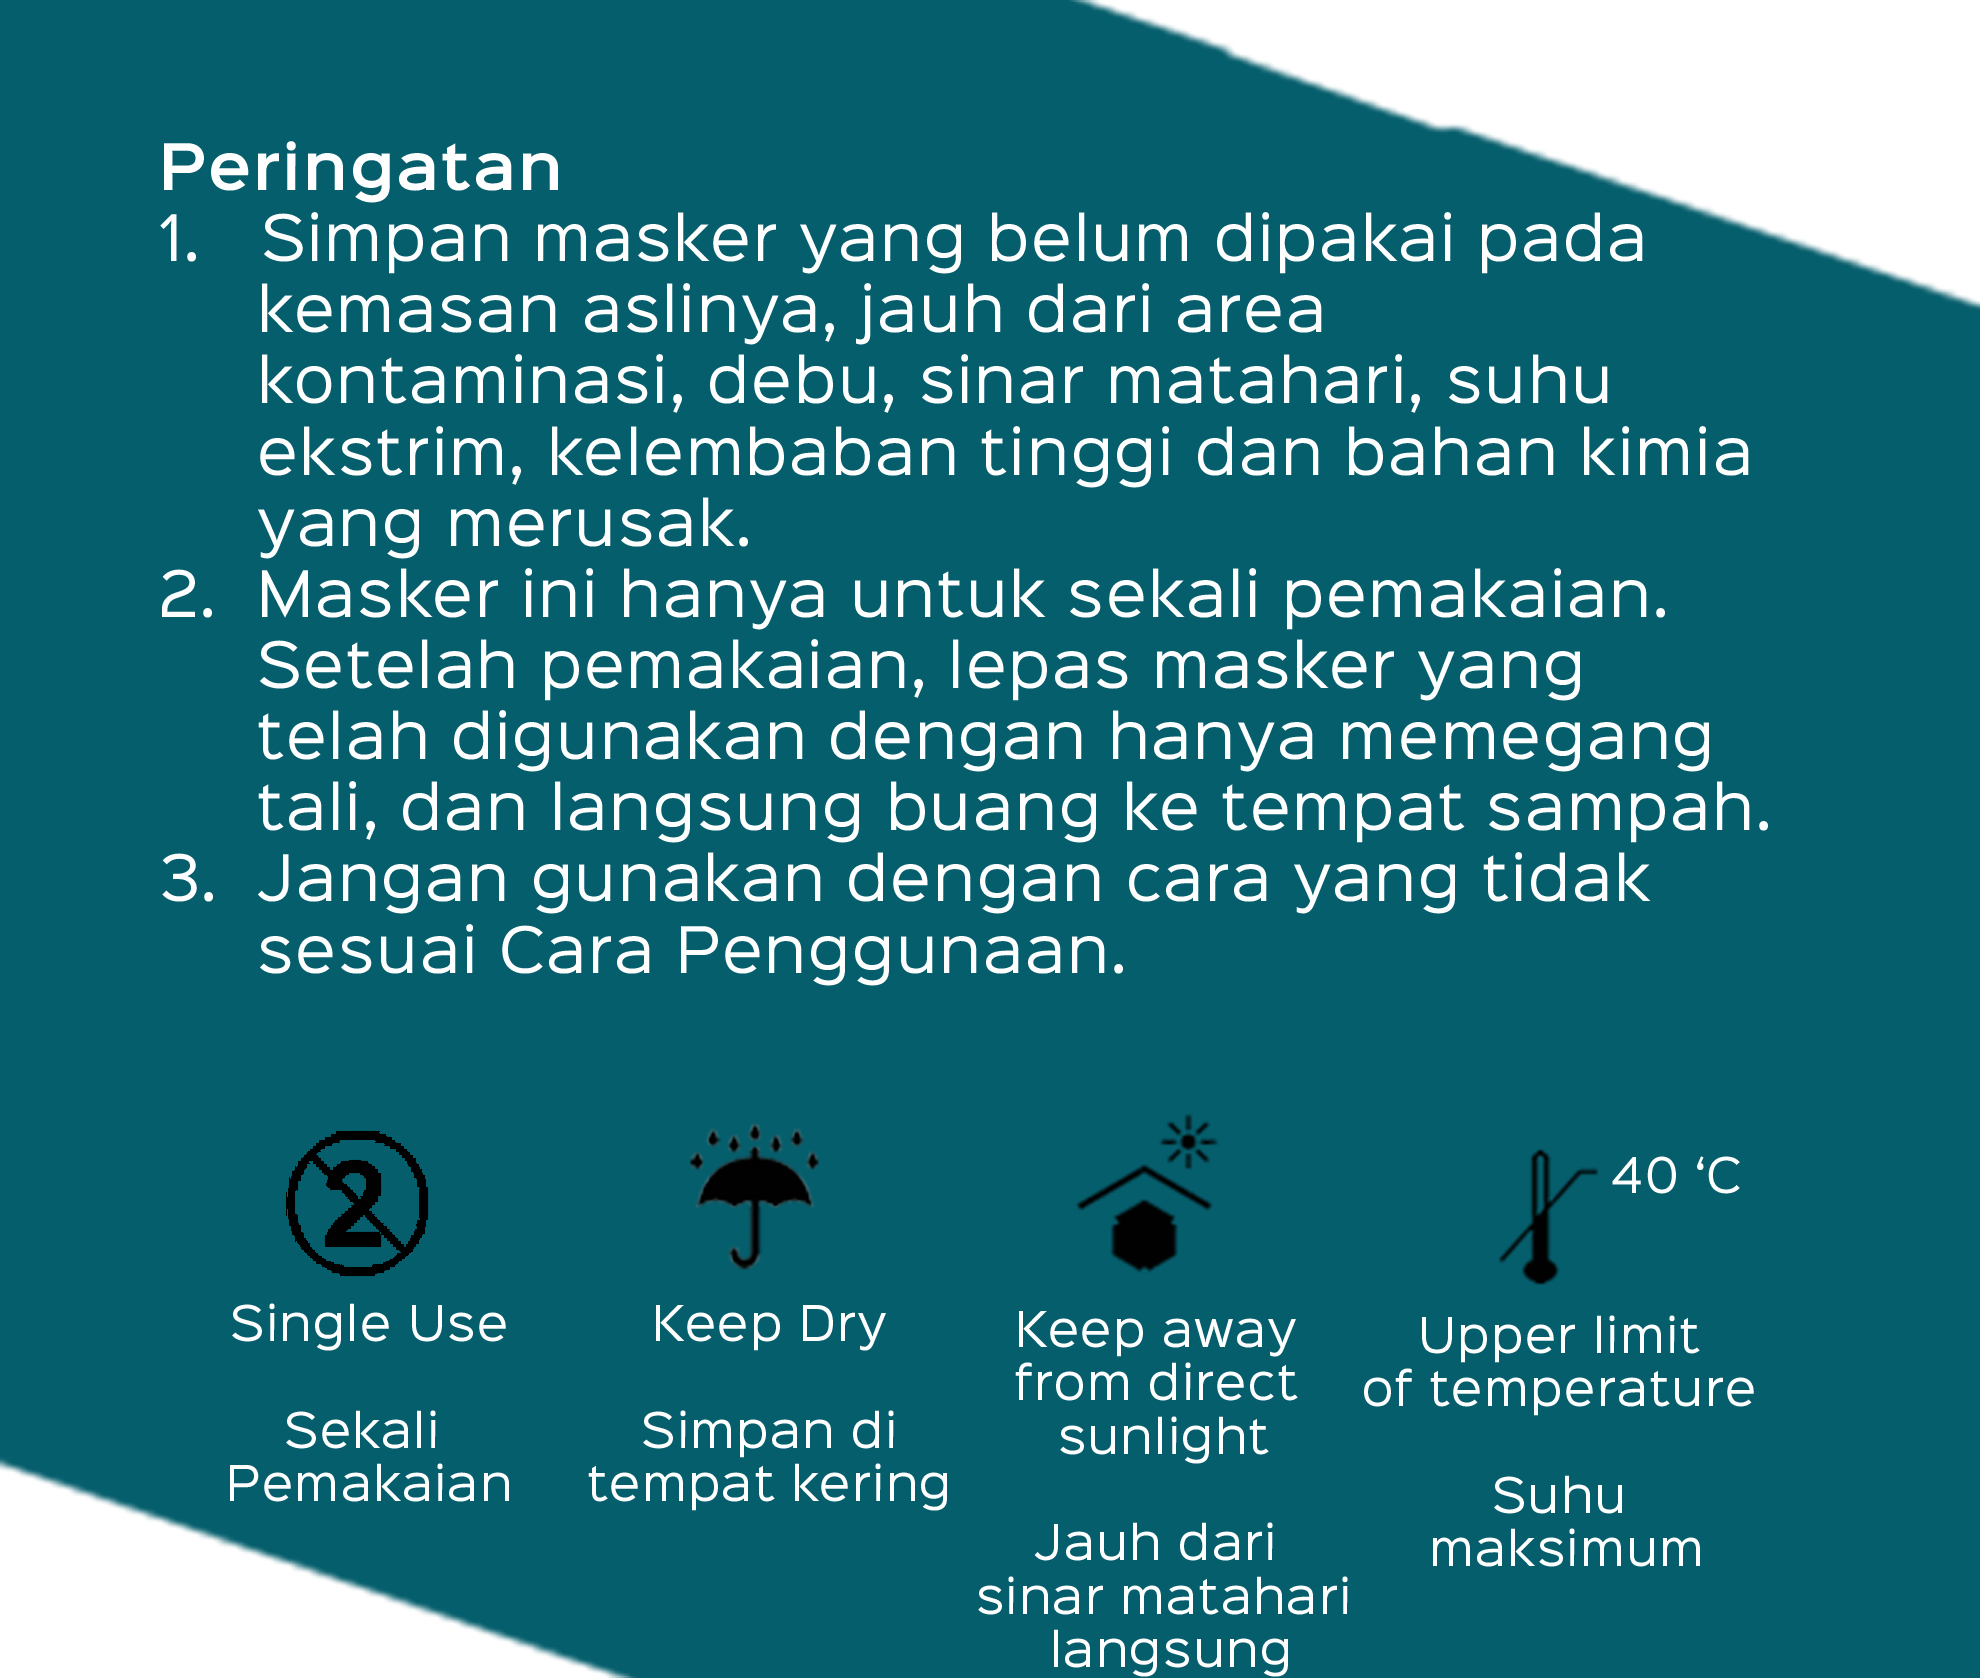 Peringatan
1. Simpan masker yang belum dipakai pada
kemasan aslinya, jauh dari area
kontaminasi, debu, sinar matahari, suhu
ekstrim, kelembaban tinggi dan bahan kimia
yang merusak.
2. Masker ini hanya untuk sekali pemakaian.
Setelah pemakaian, lepas masker yang
telah digunakan dengan hanya memegang
tali, dan langsung buang ke tempat sampah.
3. Jangan gunakan dengan cara yang tidak
sesuai Cara Penggunaan.
2
Single Use
Sekali
Pemakaian
Keep Dry
Simpan di
tempat kering
Keep away
from direct
sunlight
Jauh dari
sinar matahari
langsung
40 ‘C
Upper limit
of temperature
Suhu
maksimum